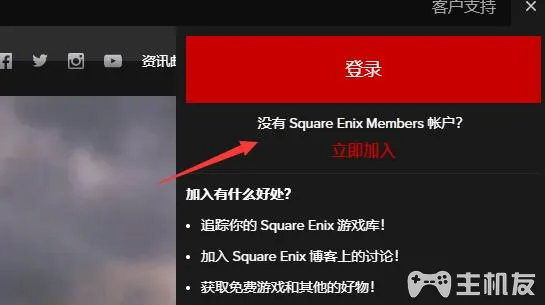 客户支持
资讯
登录
没有 Square Enix Members 帐户？
立即加入
加入有什么好处？
• 追踪你的 Square Enix 游戏库！
• 加入 Square Enix 博客上的讨论！
• 获取免费游戏和其他的好物！
主机友